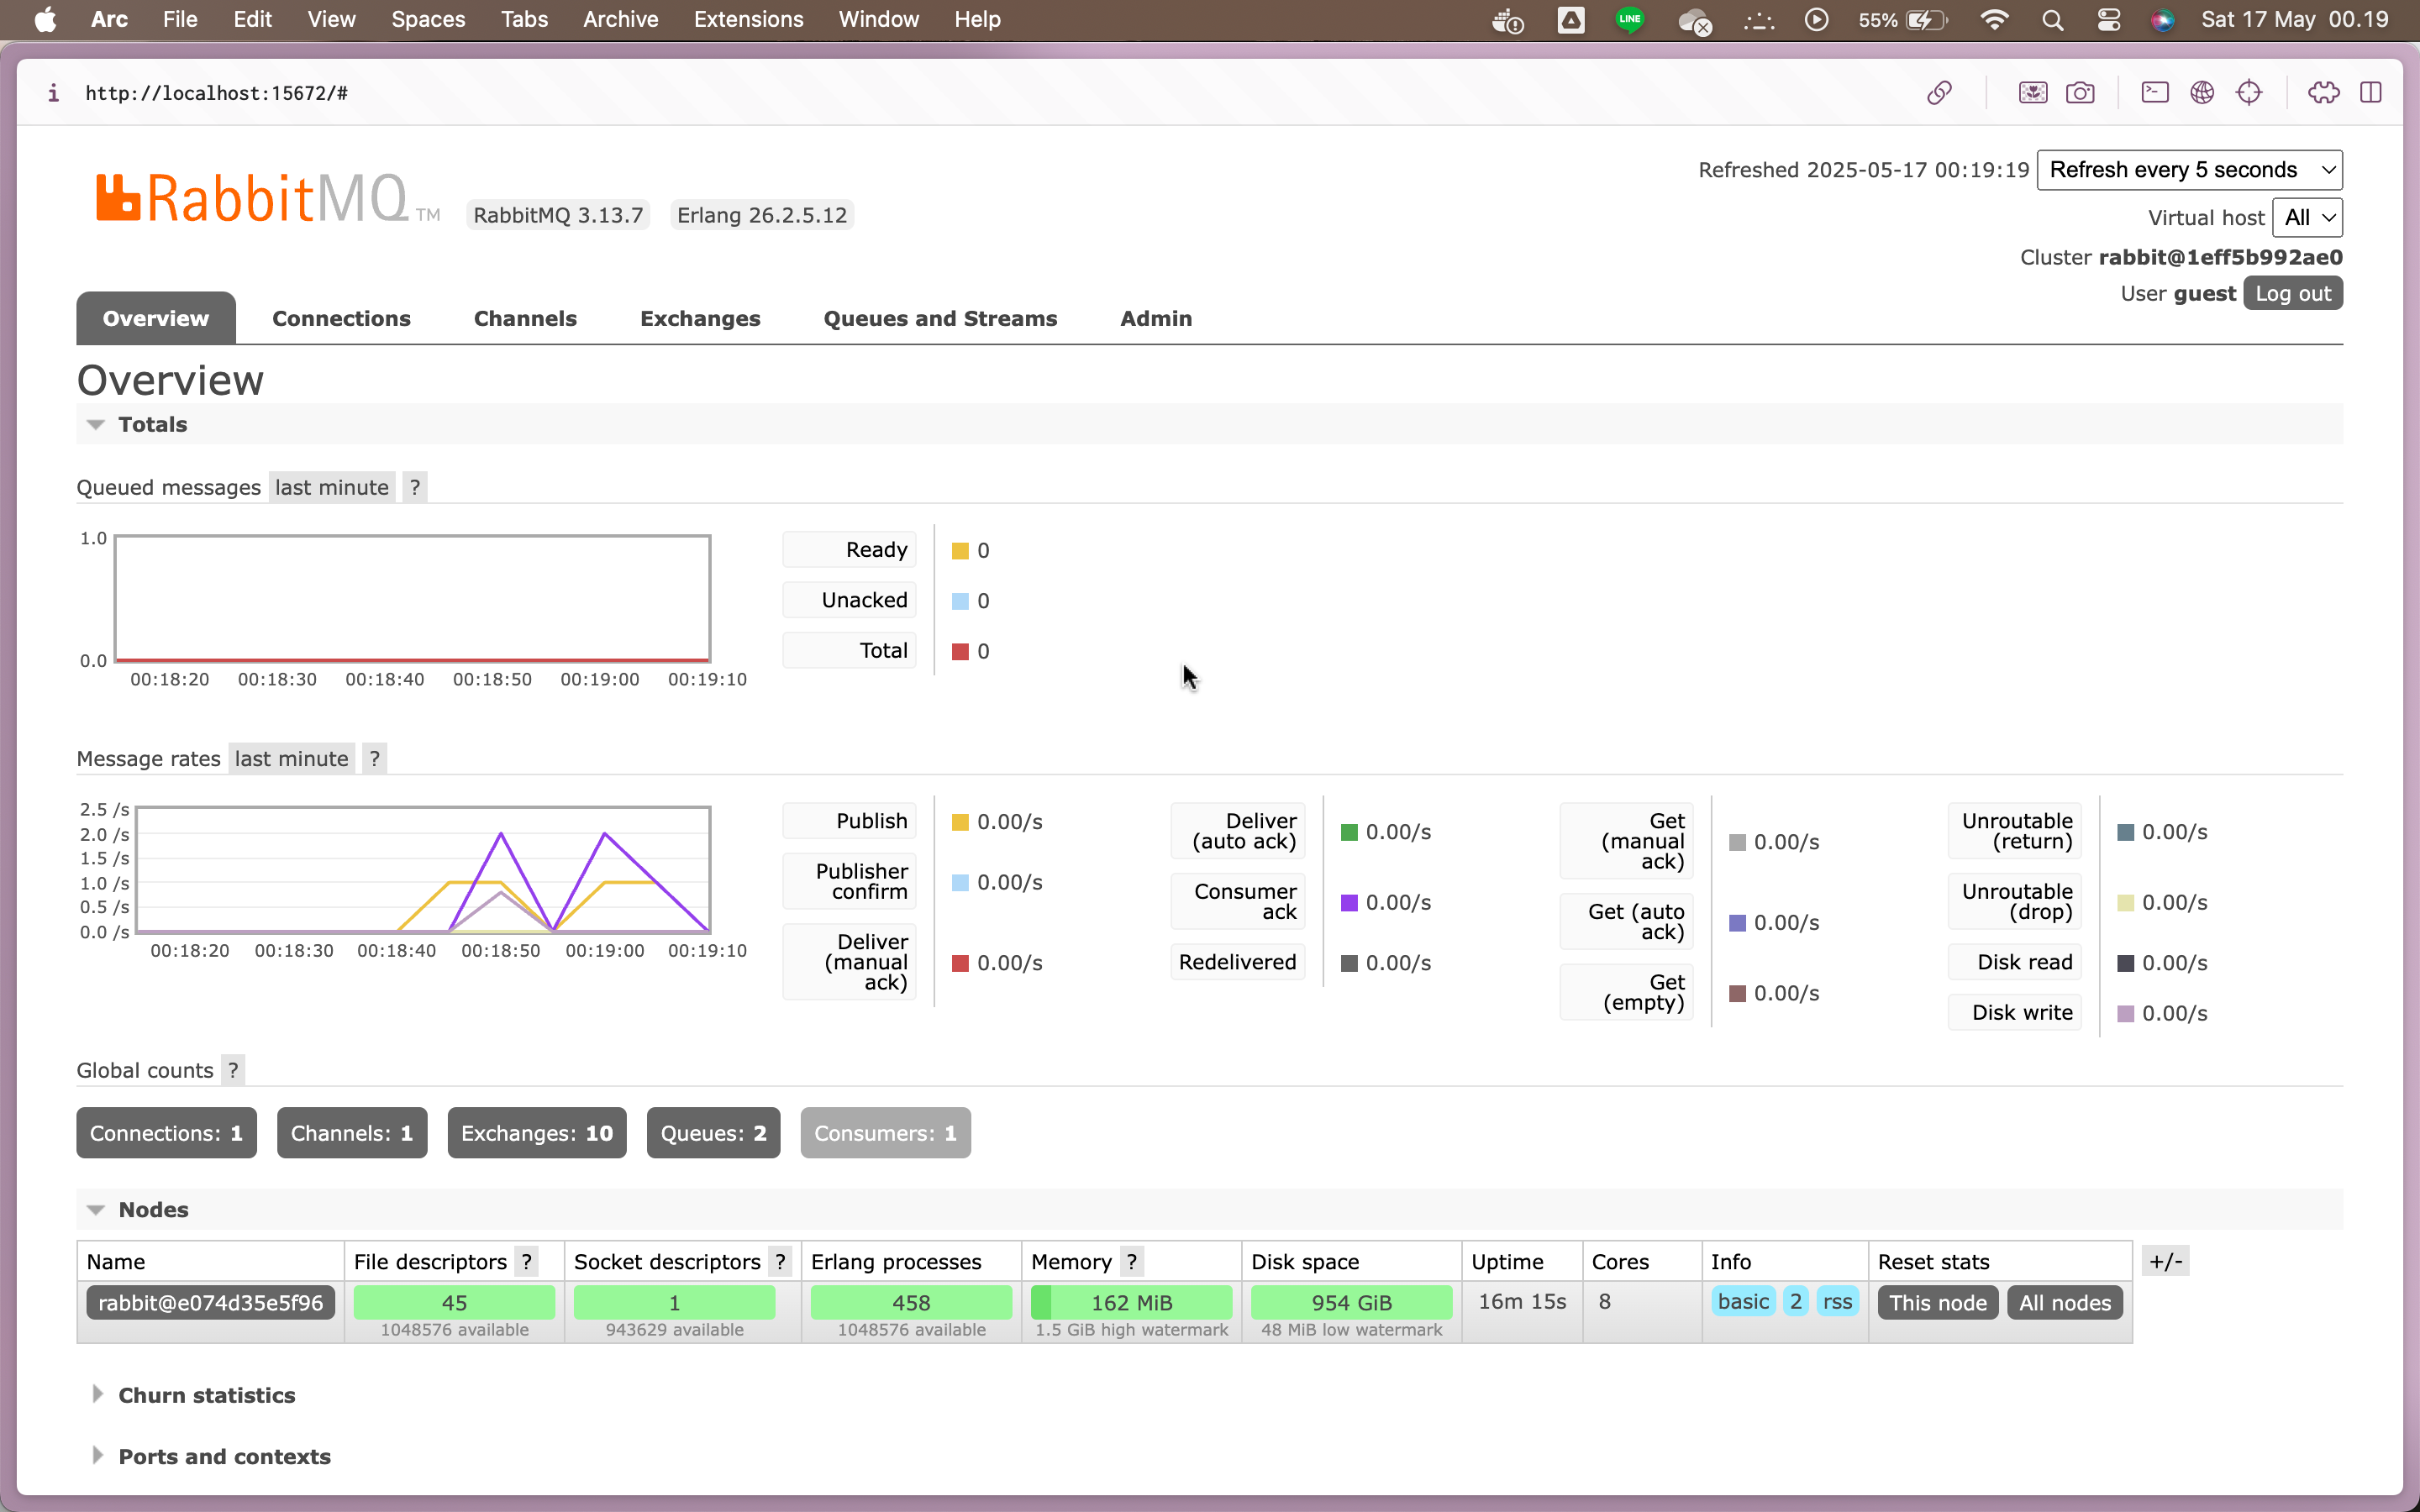 Arc File Edit View Spaces Tabs Archive Extensions Window Help LINE 55% Sat 17 May 00.19
i http://localhost:15672/#
Refreshed 2025-05-17 00:19:19 Refresh every 5 seconds
RabbitMQ TM RabbitMQ 3.13.7 Erlang 26.2.5.12
Virtual host All
Cluster rabbit@1eff5b992ae0
User guest Log out
Overview Connections Channels Exchanges Queues and Streams Admin
Overview
Totals
Queued messages last minute ?
1.0
0.0
00:18:20 00:18:30 00:18:40 00:18:50 00:19:00 00:19:10
Ready 0
Unacked 0
Total 0
Message rates last minute ?
2.5 /s
2.0 /s
1.5 /s
1.0 /s
0.5 /s
0.0 /s
00:18:20 00:18:30 00:18:40 00:18:50 00:19:00 00:19:10
Publish 0.00/s
Publisher
confirm 0.00/s
Deliver
(manual 0.00/s
ack)
Deliver
(auto ack) 0.00/s
Consumer
ack 0.00/s
Redelivered 0.00/s
Get
(manual 0.00/s
ack)
Get (auto
ack) 0.00/s
Get
(empty) 0.00/s
Unroutable
(return) 0.00/s
Unroutable
(drop) 0.00/s
Disk read 0.00/s
Disk write 0.00/s
Global counts ?
Connections: 1 Channels: 1 Exchanges: 10 Queues: 2 Consumers: 1
Nodes
Name File descriptors ? Socket descriptors ? Erlang processes Memory ? Disk space Uptime Cores Info Reset stats +/-
rabbit@e074d35e5f96 45 1 458 162 MiB 954 GiB 16m 15s 8 basic 2 rss This node All nodes
1048576 available 943629 available 1048576 available 1.5 GiB high watermark 48 MiB low watermark
Churn statistics
Ports and contexts